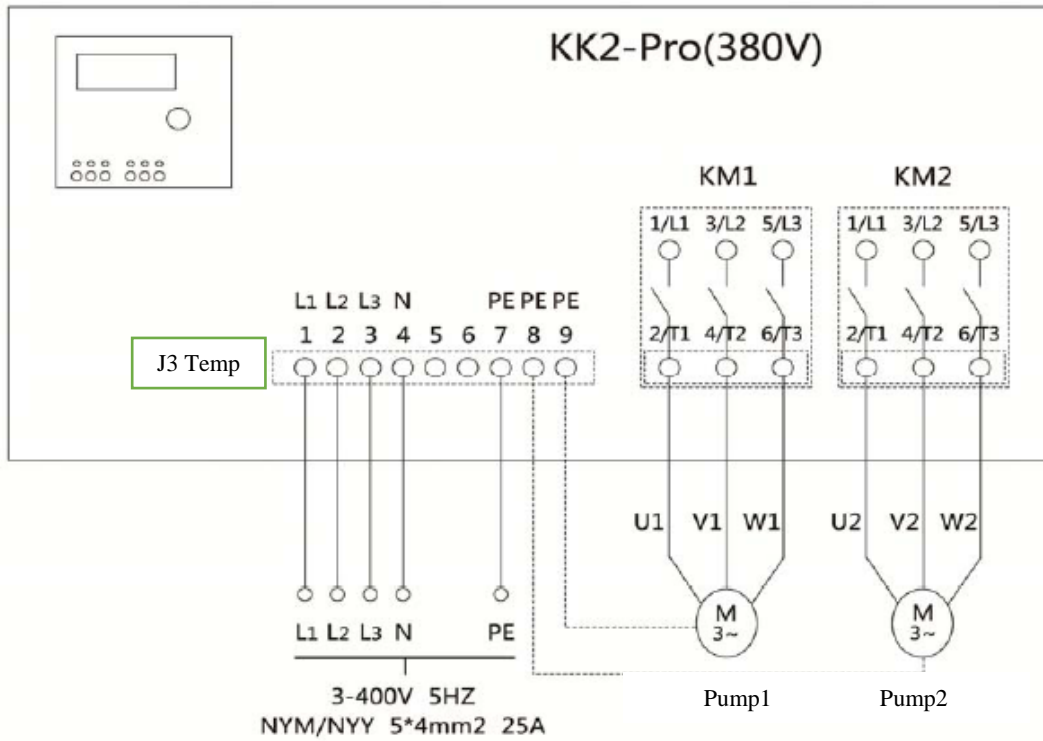 KK2-Pro(380V)
KM1 KM2
1/L1 3/L2 5/L3 1/L1 3/L2 5/L3
L1 L2 L3 N PE PE PE
1 2 3 4 5 6 7 8 9
2/T1 4/T2 6/T3 2/T1 4/T2 6/T3
J3 Temp
U1 V1 W1 U2 V2 W2
M M
3~ 3~
L1 L2 L3 N PE
3-400V 5HZ
Pump1 Pump2
NYM/NYY 5*4mm2 25A